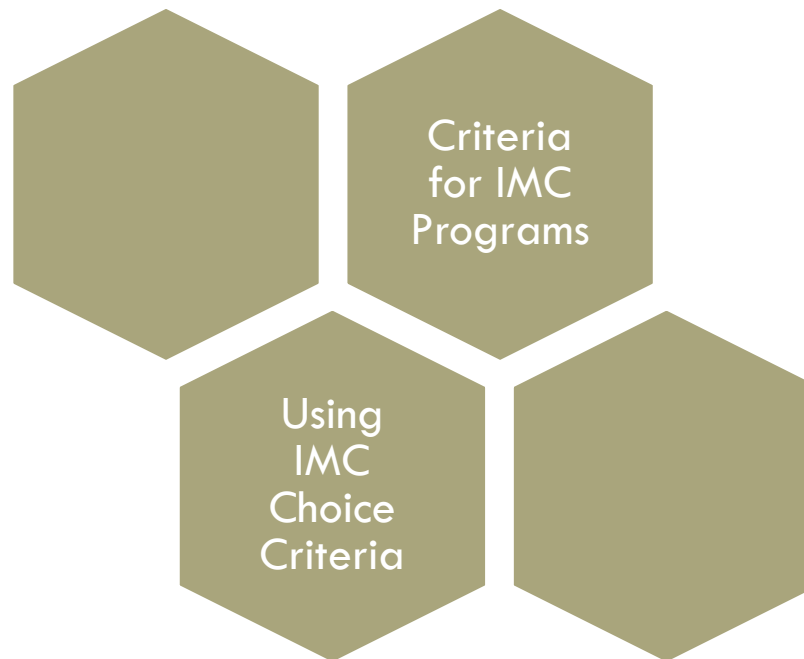 Criteria
for IMC
Programs
Using
IMC
Choice
Criteria